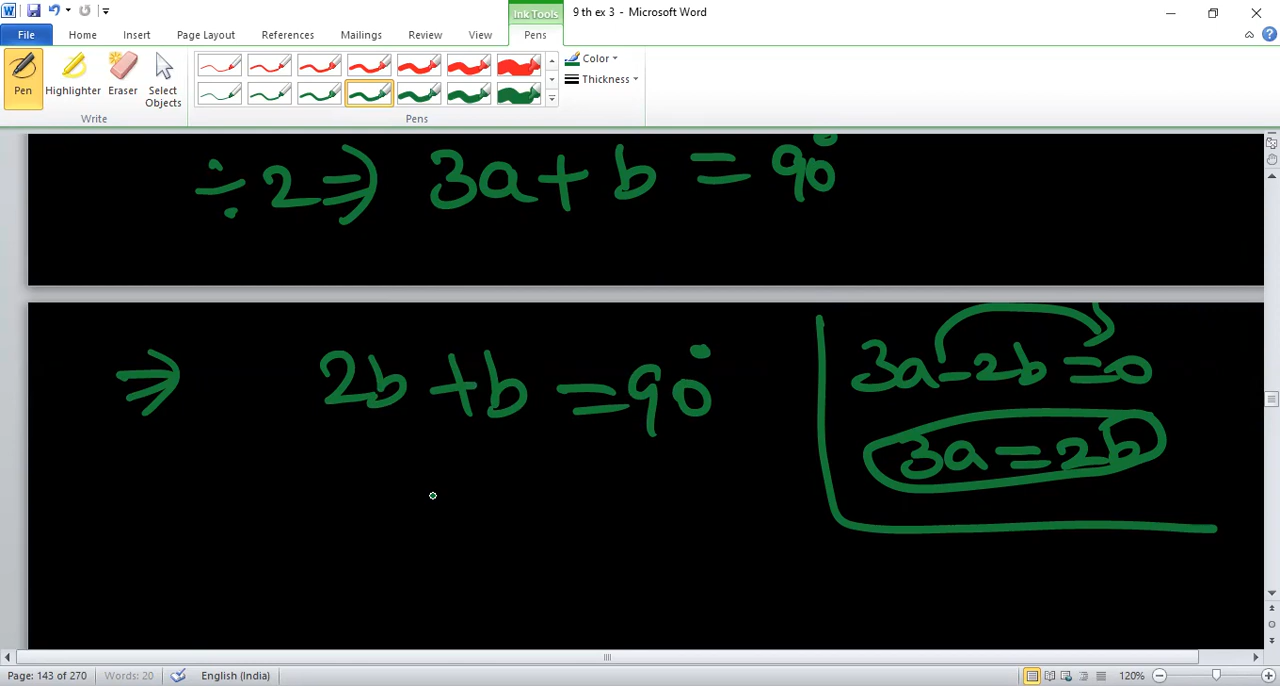 9 th ex 3 - Microsoft Word
Ink Tools
File Home Insert Page Layout References Mailings Review View Pens
Pen Highlighter Eraser Select Objects
Color
Thickness
Write Pens
÷2⇒ 3a+b=90°
⇒ 2b+b=90°
3a-2b=0
3a=2b
Page: 143 of 270 Words: 20 English (India) 120%